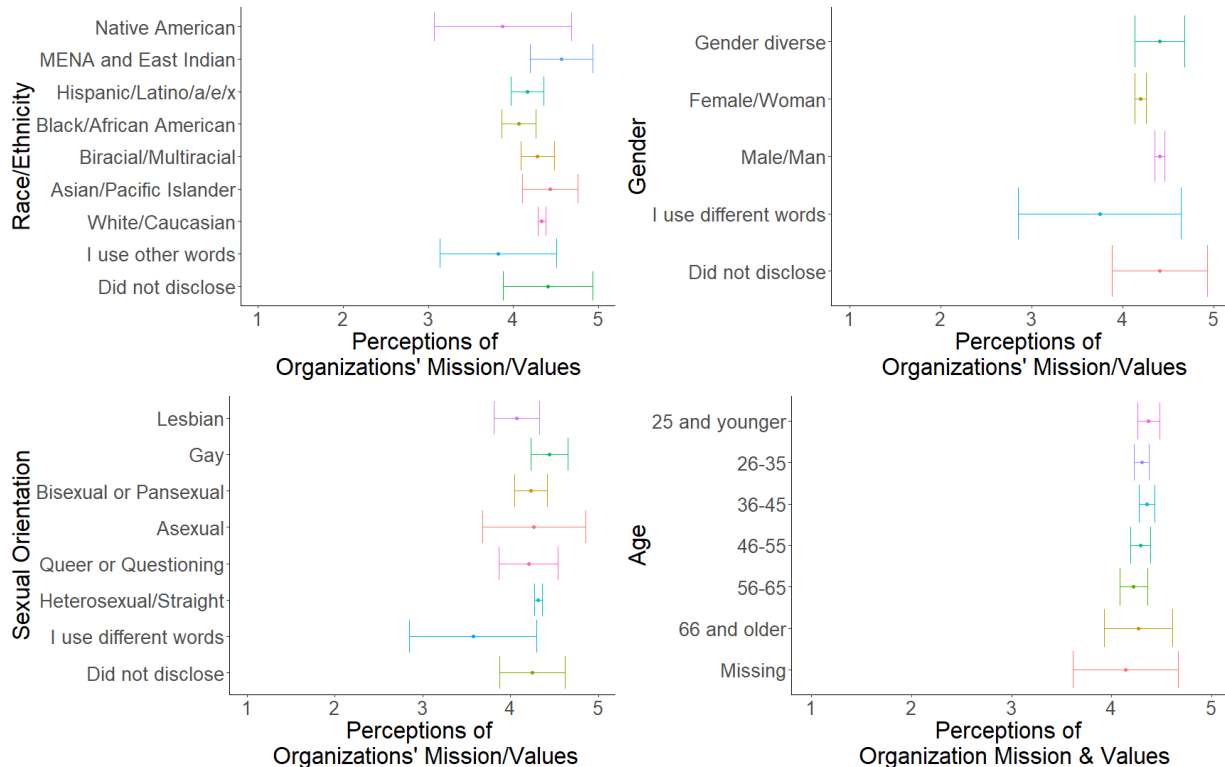 Race/Ethnicity
Native American
MENA and East Indian
Hispanic/Latino/a/e/x
Black/African American
Biracial/Multiracial
Asian/Pacific Islander
White/Caucasian
I use other words
Did not disclose
1 2 3 4 5
Perceptions of
Organizations' Mission/Values
Gender
Gender diverse
Female/Woman
Male/Man
I use different words
Did not disclose
1 2 3 4 5
Perceptions of
Organizations' Mission/Values
Sexual Orientation
Lesbian
Gay
Bisexual or Pansexual
Asexual
Queer or Questioning
Heterosexual/Straight
I use different words
Did not disclose
1 2 3 4 5
Perceptions of
Organizations' Mission/Values
Age
25 and younger
26-35
36-45
46-55
56-65
66 and older
Missing
1 2 3 4 5
Perceptions of
Organization Mission & Values